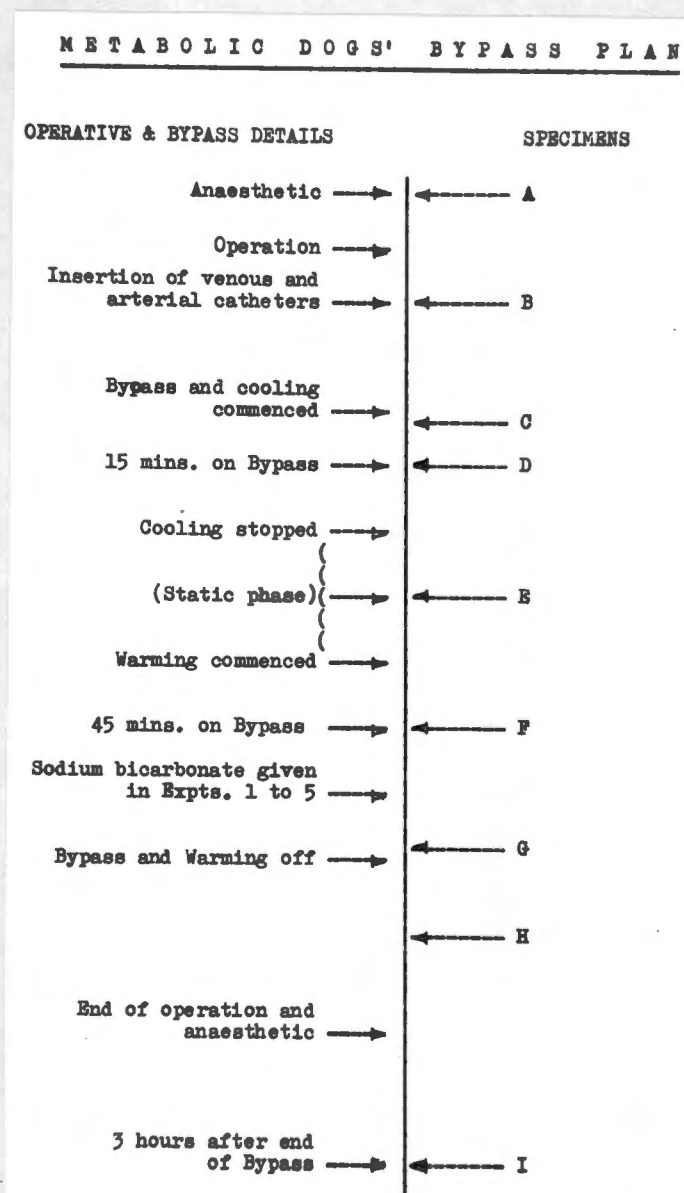 METABOLIC DOGS' BYPASS PLAN
OPERATIVE & BYPASS DETAILS SPECIMENS
Anaesthetic A
Operation
Insertion of venous and
arterial catheters B
Bypass and cooling
commenced
C
15 mins. on Bypass D
Cooling stopped
(Static phase) E
Warming commenced
45 mins. on Bypass F
Sodium bicarbonate given
in Expts. 1 to 5
G
Bypass and Warming off
H
End of operation and
anaesthetic
3 hours after end
of Bypass I